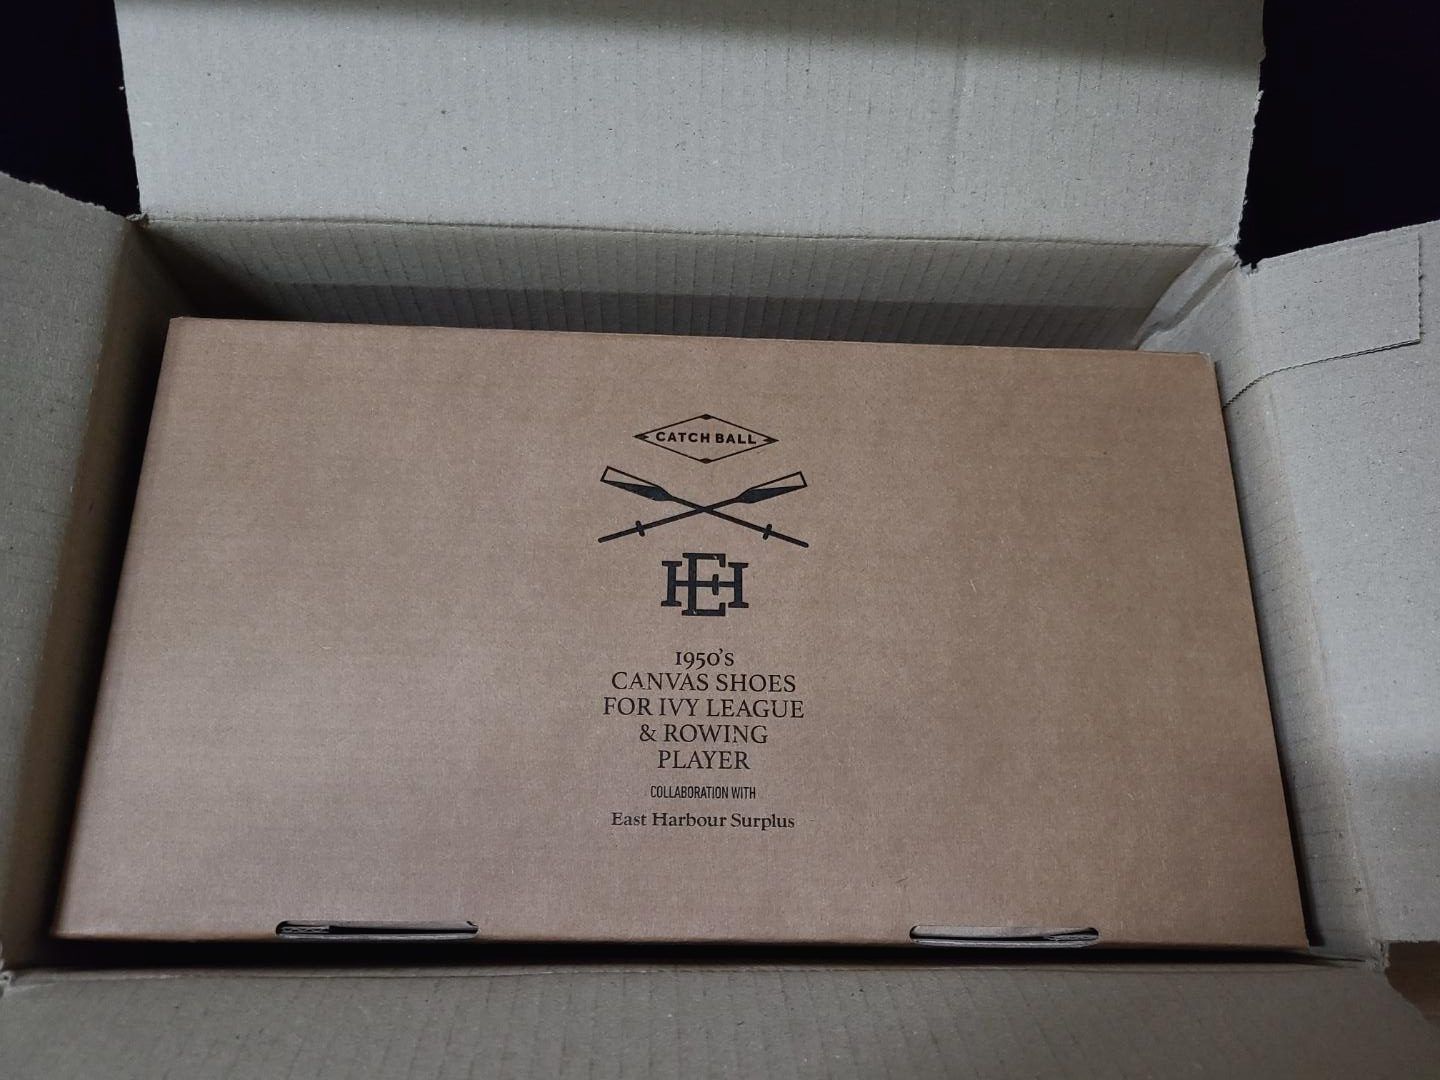 CATCH BALL
EH
1950's
CANVAS SHOES
FOR IVY LEAGUE
& ROWING
PLAYER
COLLABORATION WITH
East Harbour Surplus